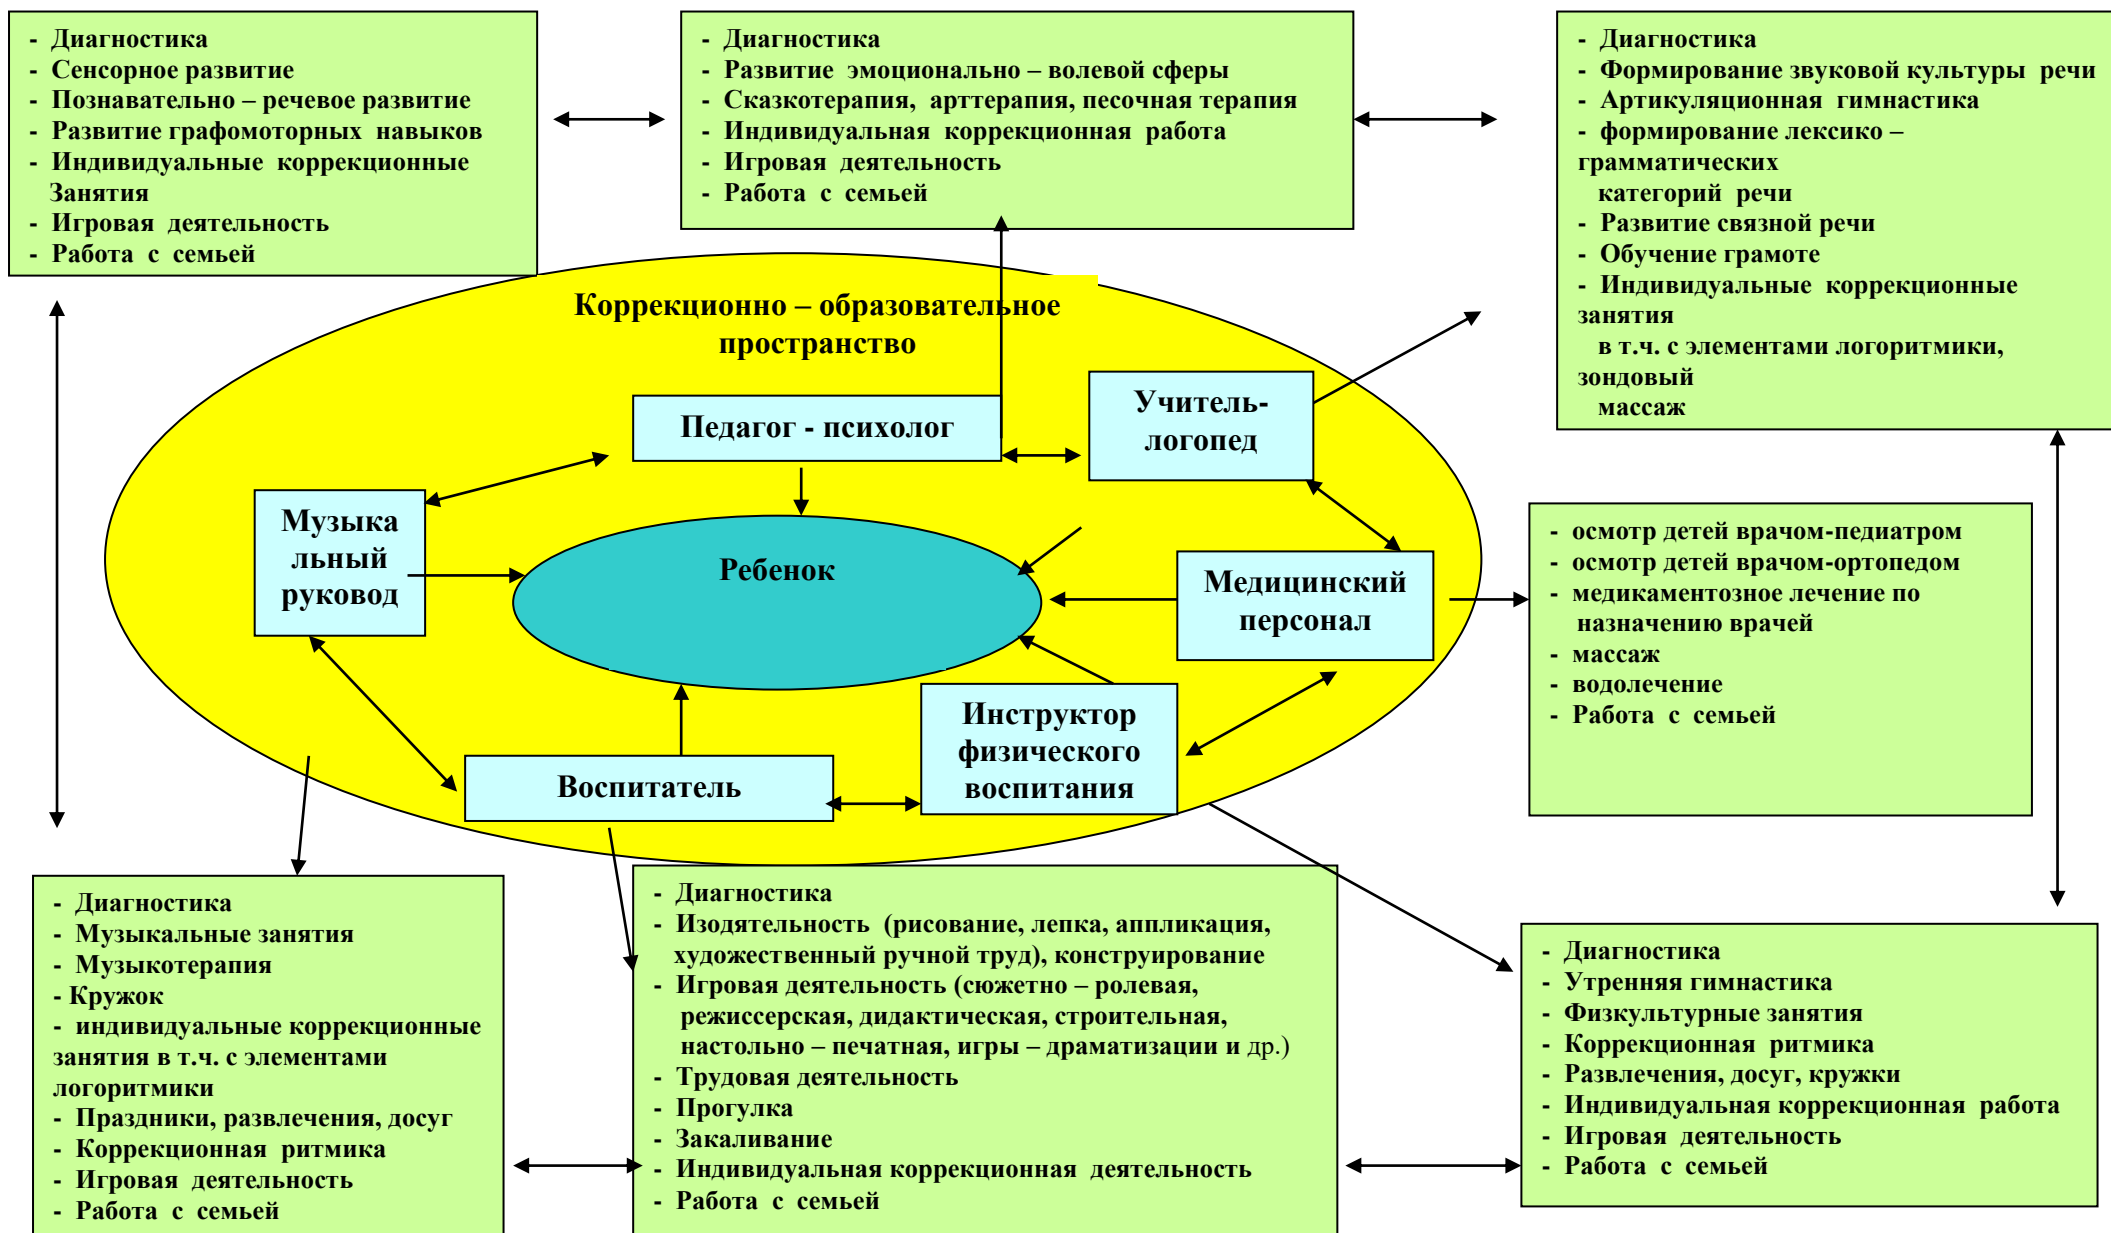 - Диагностика
- Сенсорное развитие
- Познавательно – речевое развитие
- Развитие графомоторных навыков
- Индивидуальные коррекционные
Занятия
- Игровая деятельность
- Работа с семьей
- Диагностика
- Развитие эмоционально – волевой сферы
- Сказкотерапия, арттерапия, песочная терапия
- Индивидуальная коррекционная работа
- Игровая деятельность
- Работа с семьей
- Диагностика
- Формирование звуковой культуры речи
- Артикуляционная гимнастика
- формирование лексико –
грамматических
категорий речи
- Развитие связной речи
- Обучение грамоте
- Индивидуальные коррекционные
занятия
в т.ч. с элементами логоритмики,
зондовый
массаж
Коррекционно – образовательное
пространство
Педагог - психолог
Учитель-
логопед
Музыка
льный
руковод
Ребенок
Медицинский
персонал
Воспитатель
Инструктор
физического
воспитания
- осмотр детей врачом-педиатром
- осмотр детей врачом-ортопедом
- медикаментозное лечение по
назначению врачей
- массаж
- водолечение
- Работа с семьей
- Диагностика
- Музыкальные занятия
- Музыкотерапия
- Кружок
- индивидуальные коррекционные
занятия в т.ч. с элементами
логоритмики
- Праздники, развлечения, досуг
- Коррекционная ритмика
- Игровая деятельность
- Работа с семьей
- Диагностика
- Изодятельность (рисование, лепка, аппликация,
художественный ручной труд), конструирование
- Игровая деятельность (сюжетно – ролевая,
режиссерская, дидактическая, строительная,
настольно – печатная, игры – драматизации и др.)
- Трудовая деятельность
- Прогулка
- Закаливание
- Индивидуальная коррекционная деятельность
- Работа с семьей
- Диагностика
- Утренняя гимнастика
- Физкультурные занятия
- Коррекционная ритмика
- Развлечения, досуг, кружки
- Индивидуальная коррекционная работа
- Игровая деятельность
- Работа с семьей